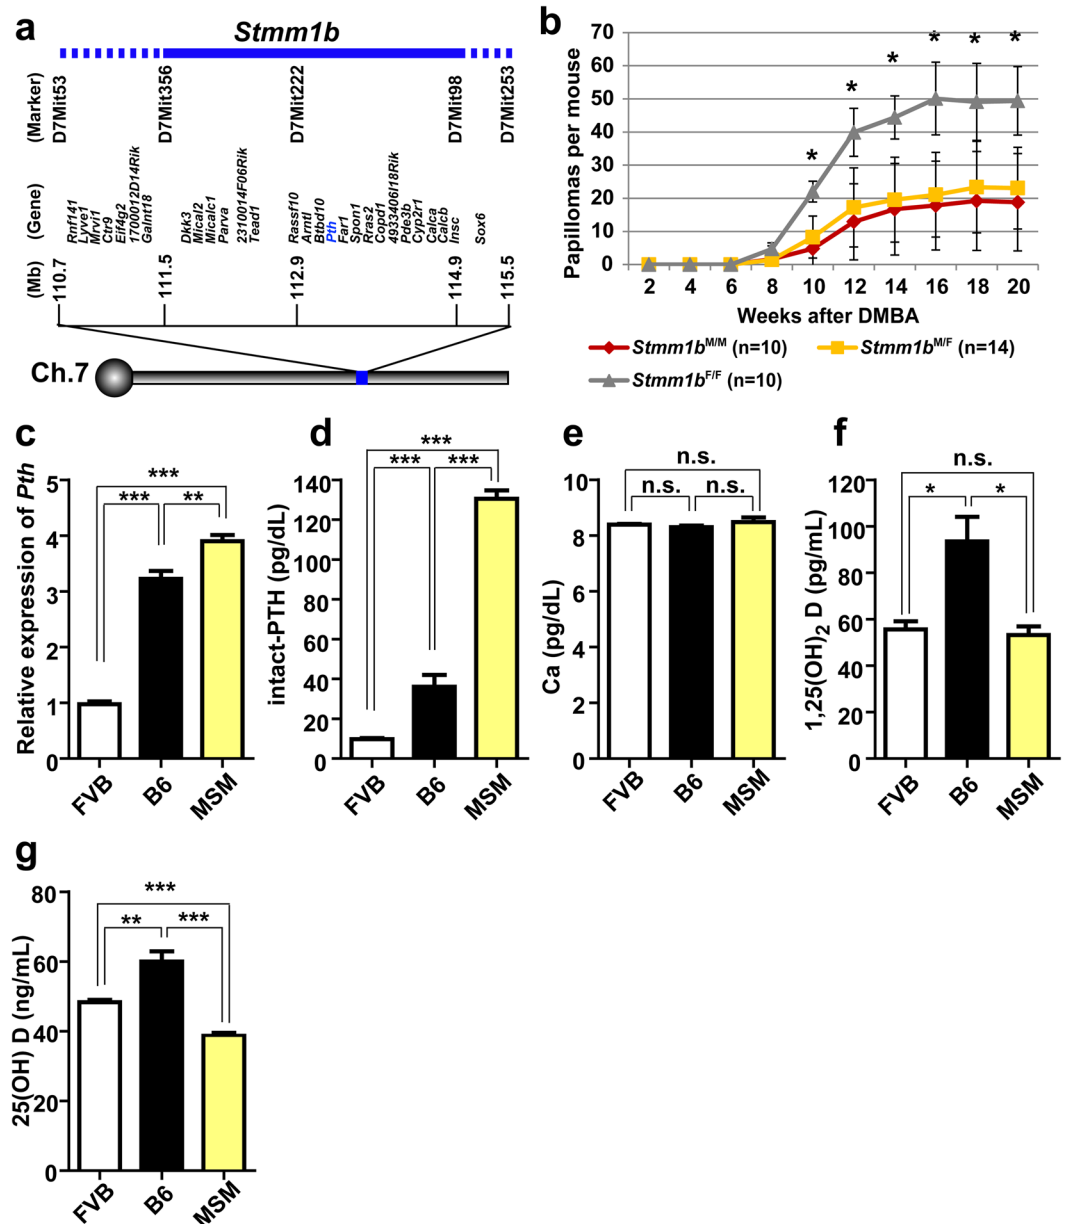 a
Stmm1b
(Marker)
D7Mit53
D7Mit356
D7Mit222
D7Mit98
D7Mit253
(Gene)
Rnf141
Lyve1
Mrvi1
Ctr9
Eif4g2
1700012D14Rik
Galnt18
Dkk3
Mical2
Micalc1
Parva
2310014F06Rik
Tead1
Rassf10
Arntl
Btbd10
Pth
Far1
Spon1
Rras2
Copd1
4933406I18Rik
Pde3b
Cyp2r1
Calca
Calcb
Insc
Sox6
(Mb)
110.7
111.5
112.9
114.9
115.5
Ch.7
b
Papillomas per mouse
70
60
50
40
30
20
10
0
* * * * * *
2 4 6 8 10 12 14 16 18 20
Weeks after DMBA
Stmm1bM/M (n=10)
Stmm1bM/F (n=14)
Stmm1bF/F (n=10)
c
Relative expression of Pth
5
4
3
2
1
0
***
*** **
FVB B6 MSM
d
intact-PTH (pg/dL)
140
120
100
80
60
40
20
0
***
*** ***
FVB B6 MSM
e
Ca (pg/dL)
10
8
6
4
2
0
n.s.
n.s. n.s.
FVB B6 MSM
f
1,25(OH)2 D (pg/mL)
120
100
80
60
40
20
0
n.s.
* *
FVB B6 MSM
g
25(OH) D (ng/mL)
80
60
40
20
0
***
** ***
FVB B6 MSM